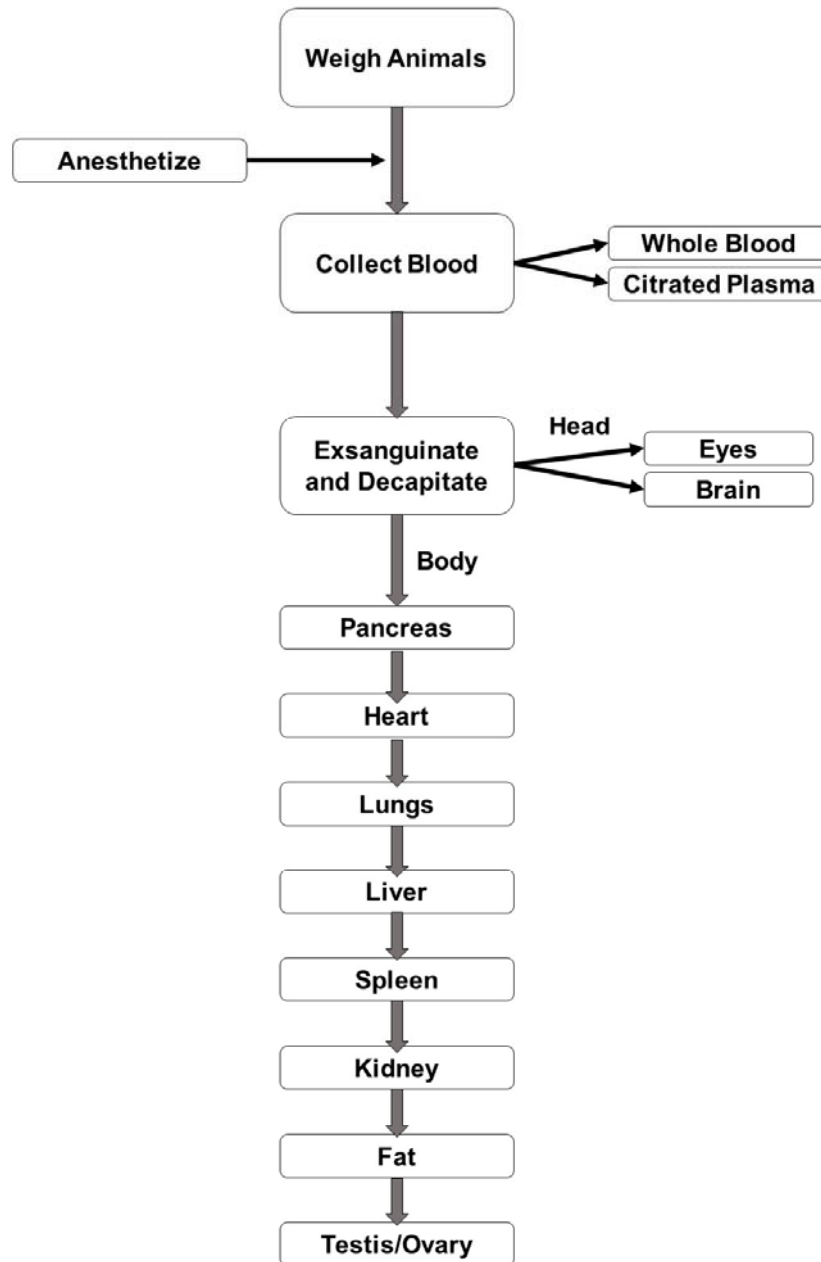 Weigh Animals
Anesthetize
Collect Blood
Whole Blood
Citrated Plasma
Exsanguinate
and Decapitate
Head
Eyes
Brain
Body
Pancreas
Heart
Lungs
Liver
Spleen
Kidney
Fat
Testis/Ovary